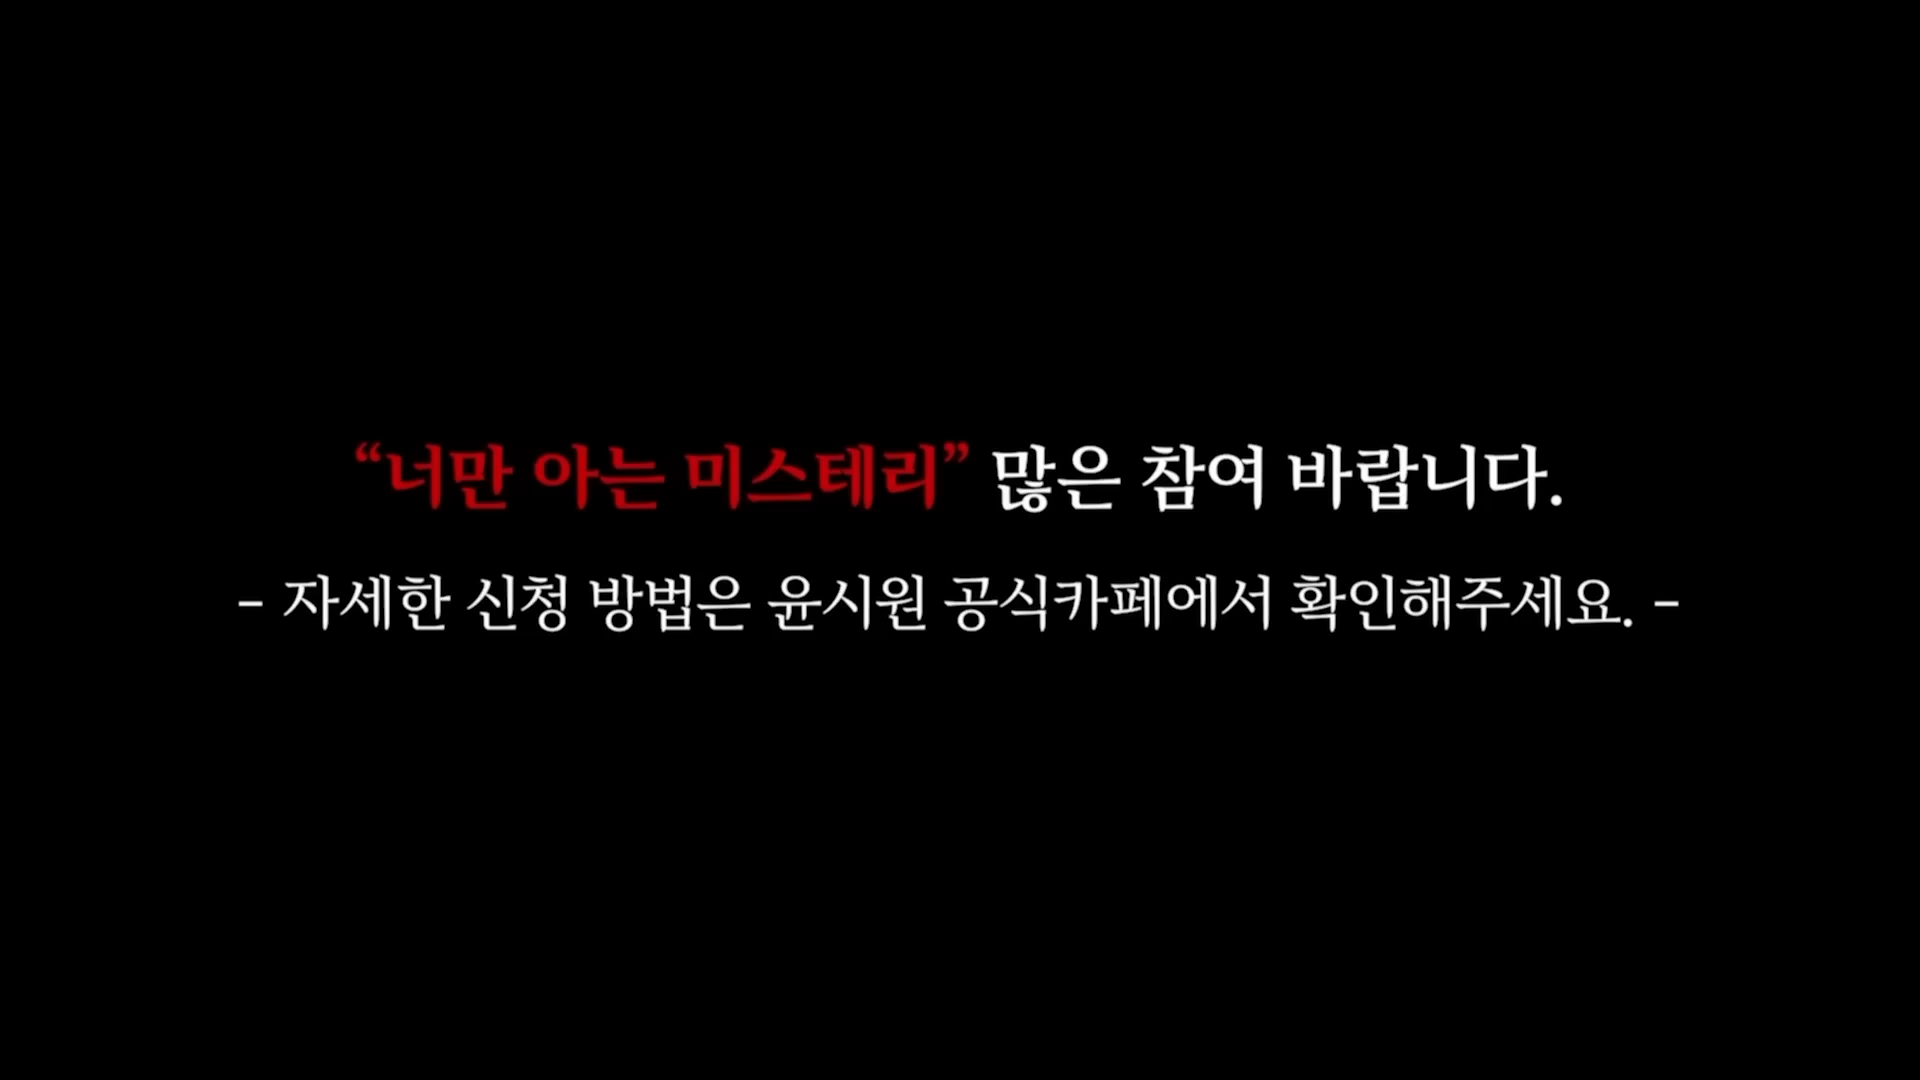 “너만 아는 미스테리” 많은 참여 바랍니다.
- 자세한 신청 방법은 윤시원 공식카페에서 확인해주세요. -